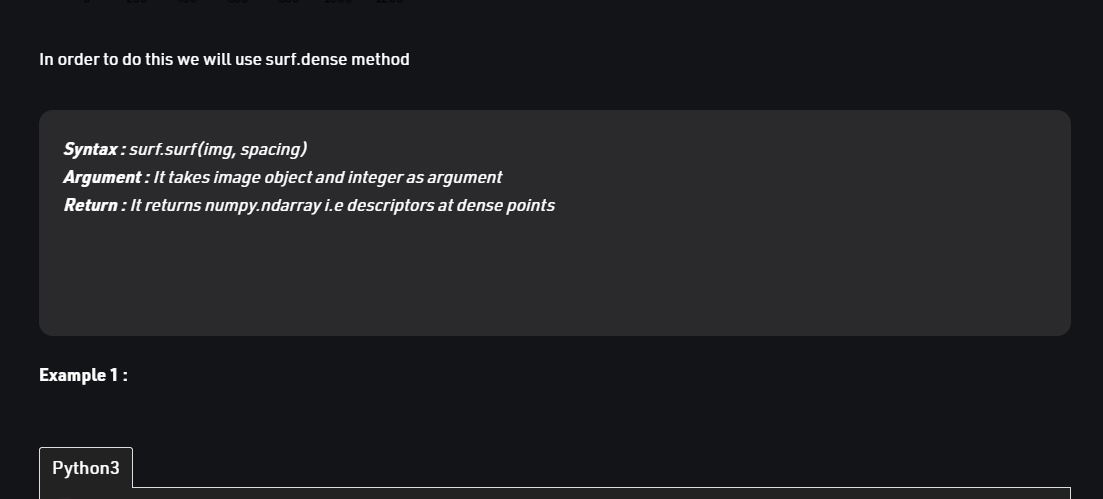 In order to do this we will use surf.dense method
Syntax : surf.surf(img, spacing)
Argument : It takes image object and integer as argument
Return : It returns numpy.ndarray i.e descriptors at dense points
Example 1 :
Python3